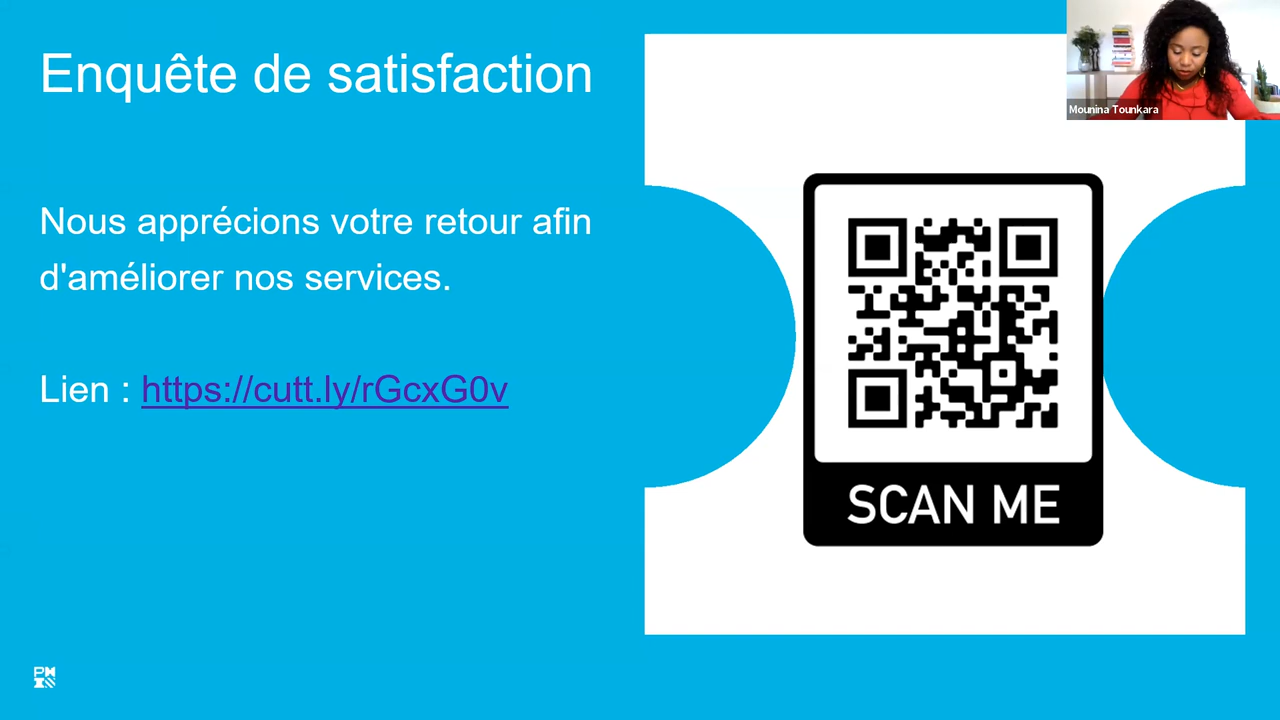 Enquête de satisfaction
Mounina Tounkara
Nous apprécions votre retour afin
d'améliorer nos services.
Lien : https://cutt.ly/rGcxG0v
SCAN ME